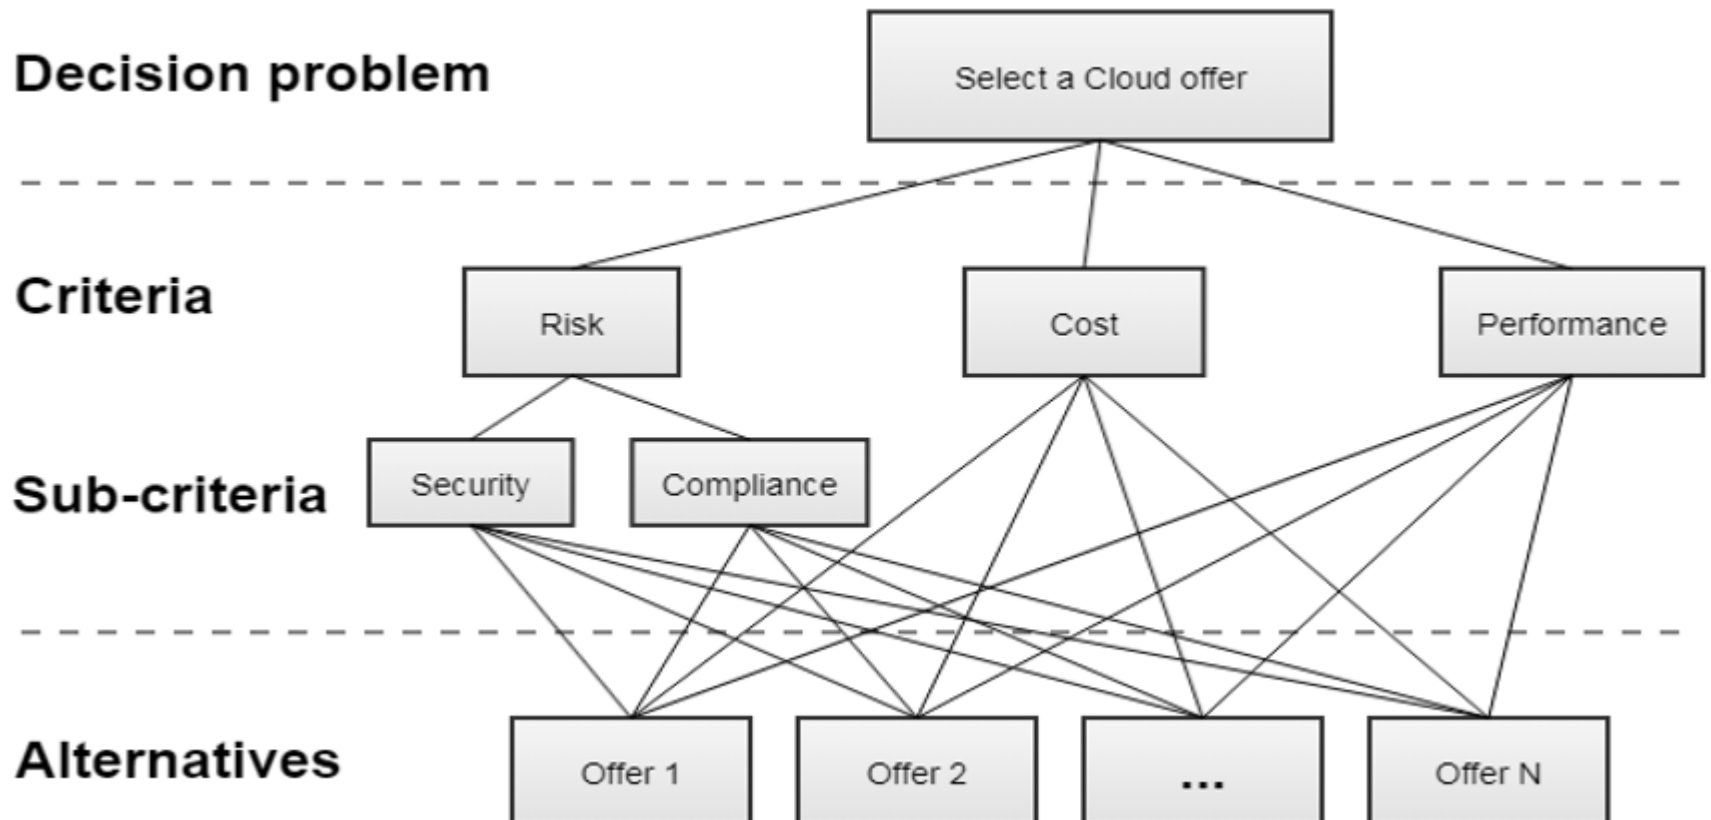 Decision problem
Select a Cloud offer
Criteria
Risk
Cost
Performance
Sub-criteria
Security
Compliance
Alternatives
Offer 1
Offer 2
...
Offer N